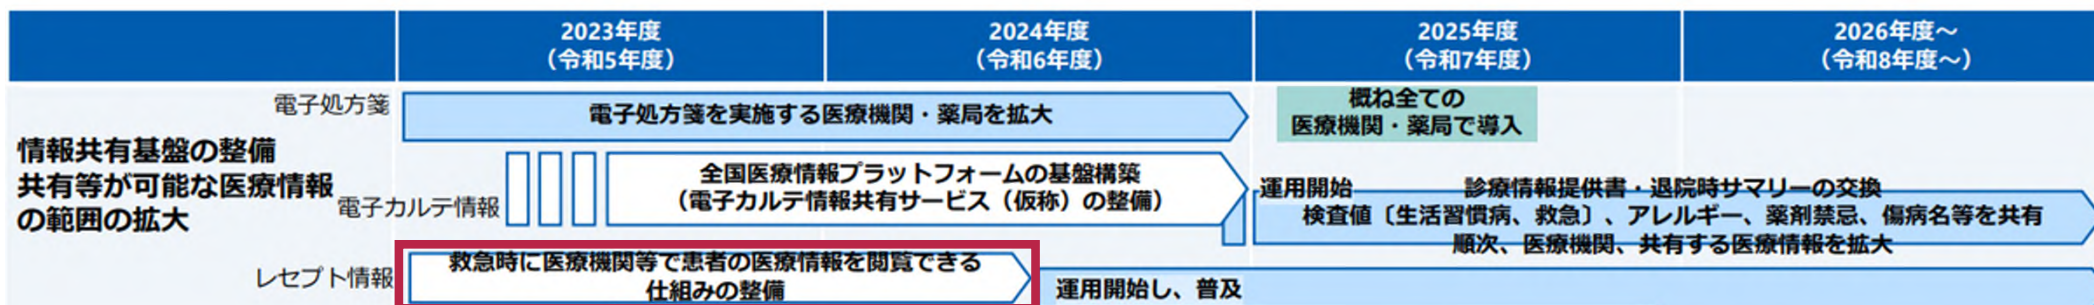 2023年度
(令和5年度)
2024年度
(令和6年度)
2025年度
(令和7年度)
2026年度～
(令和8年度～)
情報共有基盤の整備
共有等が可能な医療情報
の範囲の拡大
電子処方箋
電子処方箋を実施する医療機関・薬局を拡大
概ね全ての
医療機関・薬局で導入
電子カルテ情報
全国医療情報プラットフォームの基盤構築
(電子カルテ情報共有サービス(仮称)の整備)
運用開始
診療情報提供書・退院時サマリーの交換
検査値〔生活習慣病、救急〕、アレルギー、薬剤禁忌、傷病名等を共有
順次、医療機関、共有する医療情報を拡大
レセプト情報
救急時に医療機関等で患者の医療情報を閲覧できる
仕組みの整備
運用開始し、普及